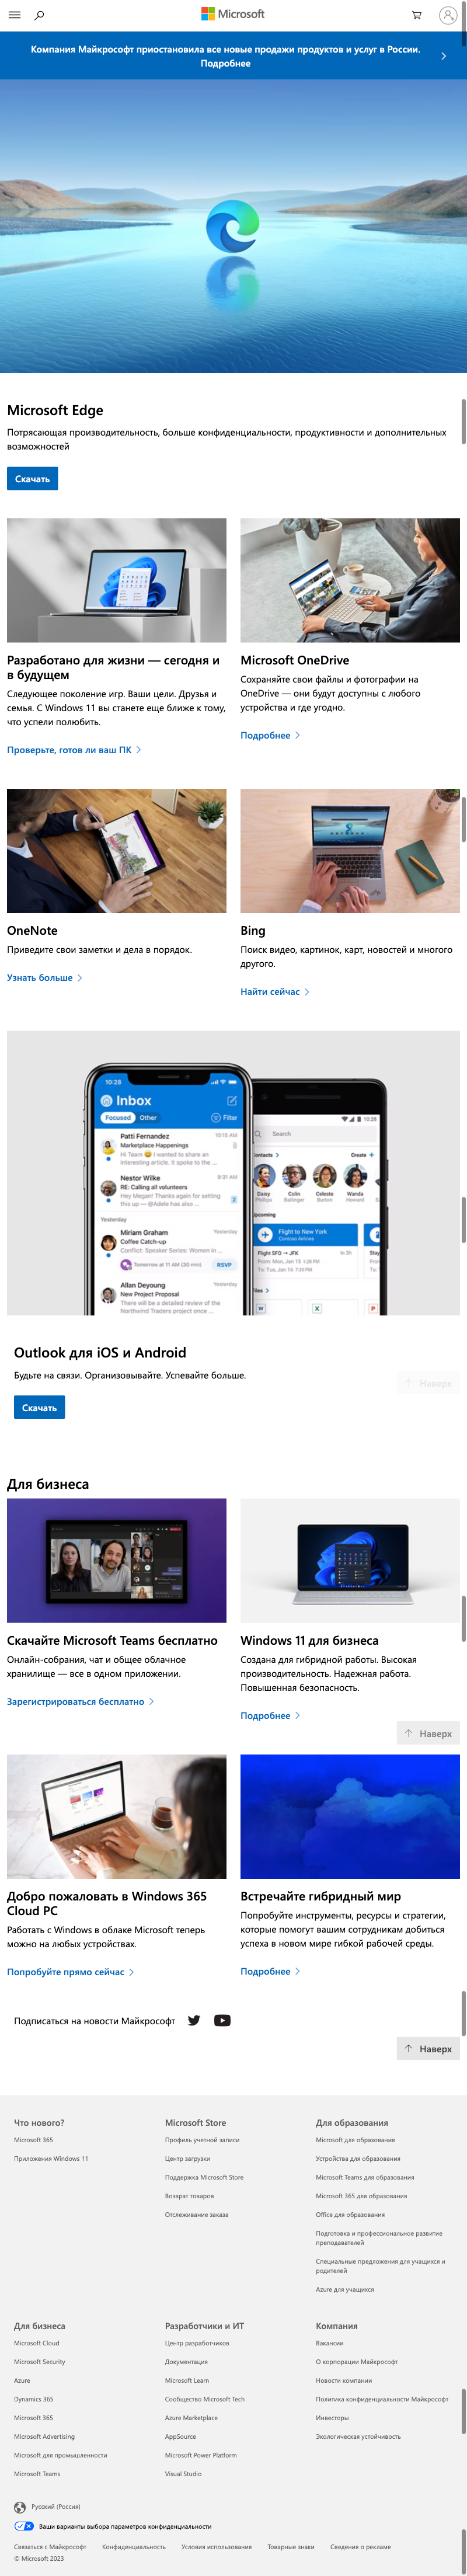 Microsoft
Компания Майкрософт приостановила все новые продажи продуктов и услуг в России.
Подробнее
Microsoft Edge
Потрясающая производительность, больше конфиденциальности, продуктивности и дополнительных
возможностей
Скачать
Разработано для жизни — сегодня и
в будущем
Следующее поколение игр. Ваши цели. Друзья и
семья. С Windows 11 вы станете еще ближе к тому,
что успели полюбить.
Проверьте, готов ли ваш ПК
Microsoft OneDrive
Сохраняйте свои файлы и фотографии на
OneDrive — они будут доступны с любого
устройства и где угодно.
Подробнее
OneNote
Приведите свои заметки и дела в порядок.
Узнать больше
Bing
Поиск видео, картинок, карт, новостей и многого
другого.
Найти сейчас
10:28
Inbox
Focused Other
Filter
Patti Fernandez
10:15 AM
Marketplace Happenings
Hi Team I wanted to share an
interesting article. It spoke to the ...
Nestor Wilke
9:31 AM
RE: Calling all volunteers
Hey Megan! Thanks for setting
this up — @Adele has also ...
2
Yesterday
Miriam Graham
Yesterday
Coffee Catch-up
Conflict: Speaker Series: Women in ...
Tomorrow at 11 AM (30 min)
RSVP
Allan Deyoung
Yesterday
New Project Proposal
I have a detailed review of the
Northwind Traders project for ...
10:28
Search
Contacts
Create +
Daisy
Phillips
Colin
Ballinger
Celeste
Burton
Wanda
Howard
Upcoming
Flight to New York
Contoso Airlines
in 3h
Flight SFO → JFK
Files
W X P
Outlook для iOS и Android
Будьте на связи. Организовывайте. Успевайте больше.
Наверх
Скачать
Для бизнеса
Скачайте Microsoft Teams бесплатно
Онлайн-собрания, чат и общее облачное
хранилище — все в одном приложении.
Зарегистрироваться бесплатно
Windows 11 для бизнеса
Создана для гибридной работы. Высокая
производительность. Надежная работа.
Повышенная безопасность.
Подробнее
Наверх
Добро пожаловать в Windows 365
Cloud PC
Работать с Windows в облаке Microsoft теперь
можно на любых устройствах.
Попробуйте прямо сейчас
Встречайте гибридный мир
Попробуйте инструменты, ресурсы и стратегии,
которые помогут вашим сотрудникам добиться
успеха в новом мире гибкой рабочей среды.
Подробнее
Подписаться на новости Майкрософт
Наверх
Что нового?
Microsoft 365
Приложения Windows 11
Microsoft Store
Профиль учетной записи
Центр загрузки
Поддержка Microsoft Store
Возврат товаров
Отслеживание заказа
Для образования
Microsoft для образования
Устройства для образования
Microsoft Teams для образования
Microsoft 365 для образования
Office для образования
Подготовка и профессиональное развитие
преподавателей
Специальные предложения для учащихся и
родителей
Azure для учащихся
Для бизнеса
Microsoft Cloud
Microsoft Security
Azure
Dynamics 365
Microsoft 365
Microsoft Advertising
Microsoft для промышленности
Microsoft Teams
Разработчики и ИТ
Центр разработчиков
Документация
Microsoft Learn
Сообщество Microsoft Tech
Azure Marketplace
AppSource
Microsoft Power Platform
Visual Studio
Компания
Вакансии
О корпорации Майкрософт
Новости компании
Политика конфиденциальности Майкрософт
Инвесторы
Экологическая устойчивость
Русский (Россия)
Ваши варианты выбора параметров конфиденциальности
Связаться с Майкрософт Конфиденциальность Условия использования Товарные знаки Сведения о рекламе
© Microsoft 2023